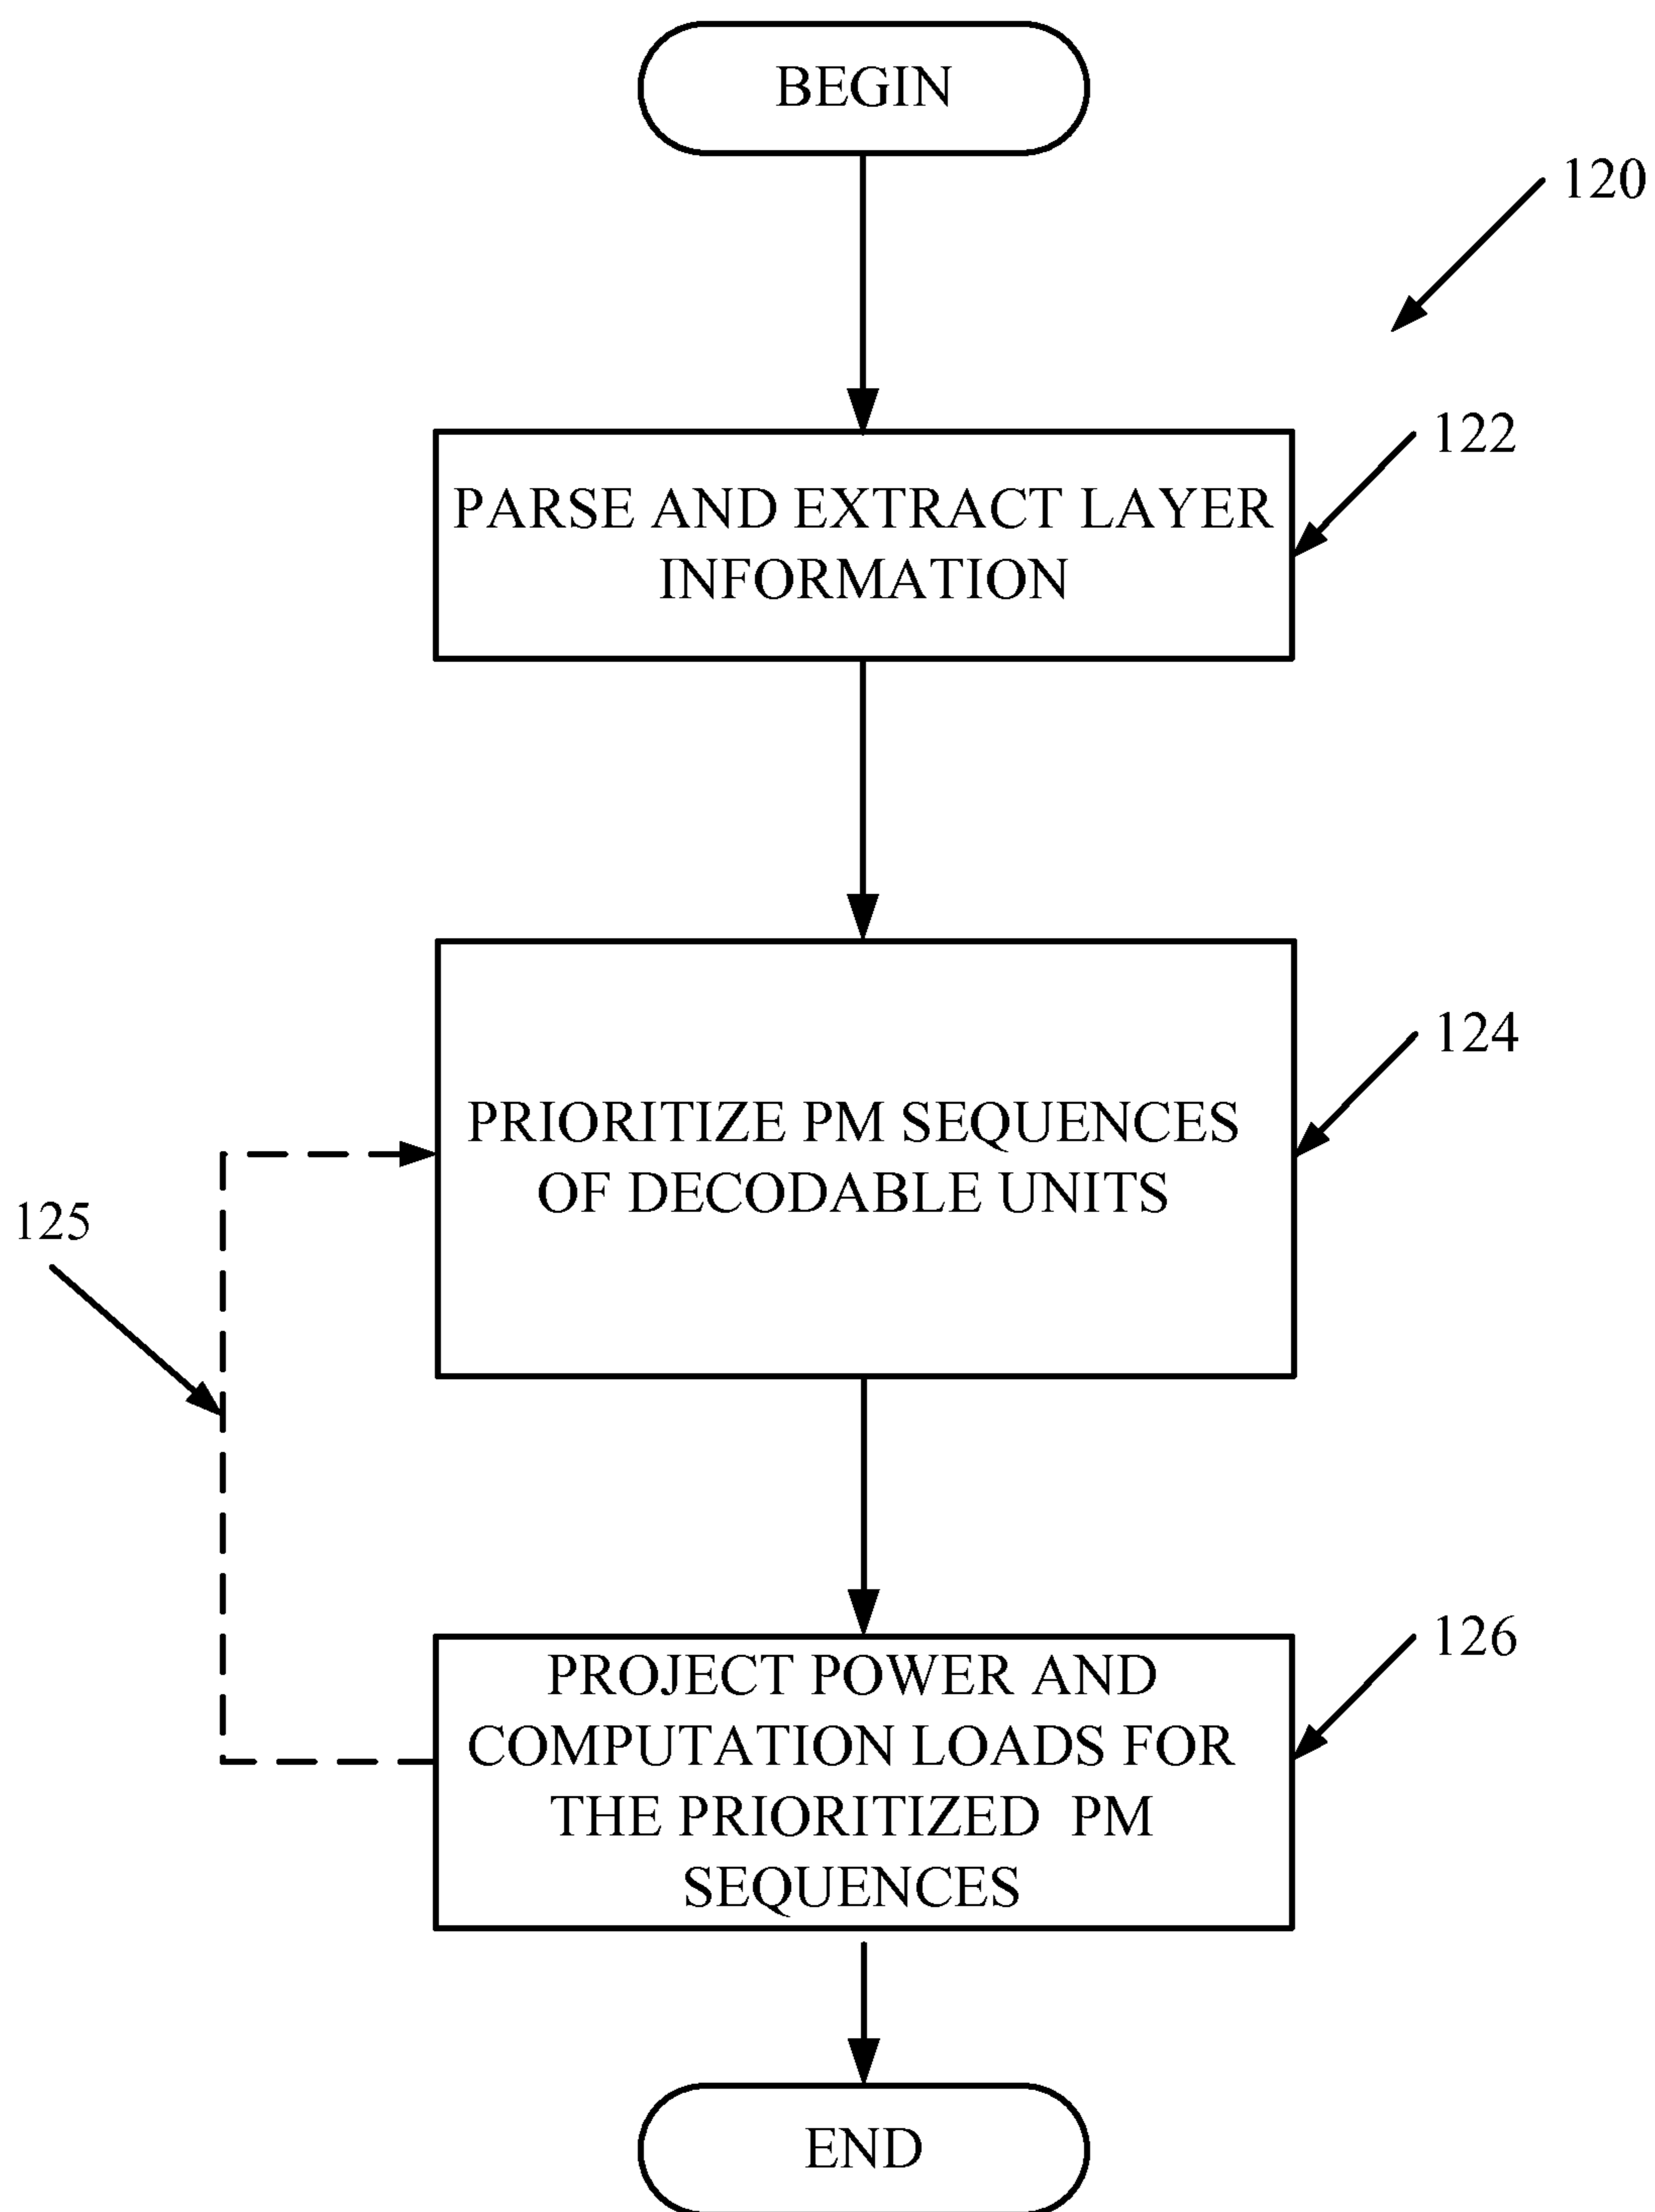 BEGIN
120
122
PARSE AND EXTRACT LAYER
INFORMATION
124
PRIORITIZE PM SEQUENCES
OF DECODABLE UNITS
125
126
PROJECT POWER AND
COMPUTATION LOADS FOR
THE PRIORITIZED PM
SEQUENCES
END